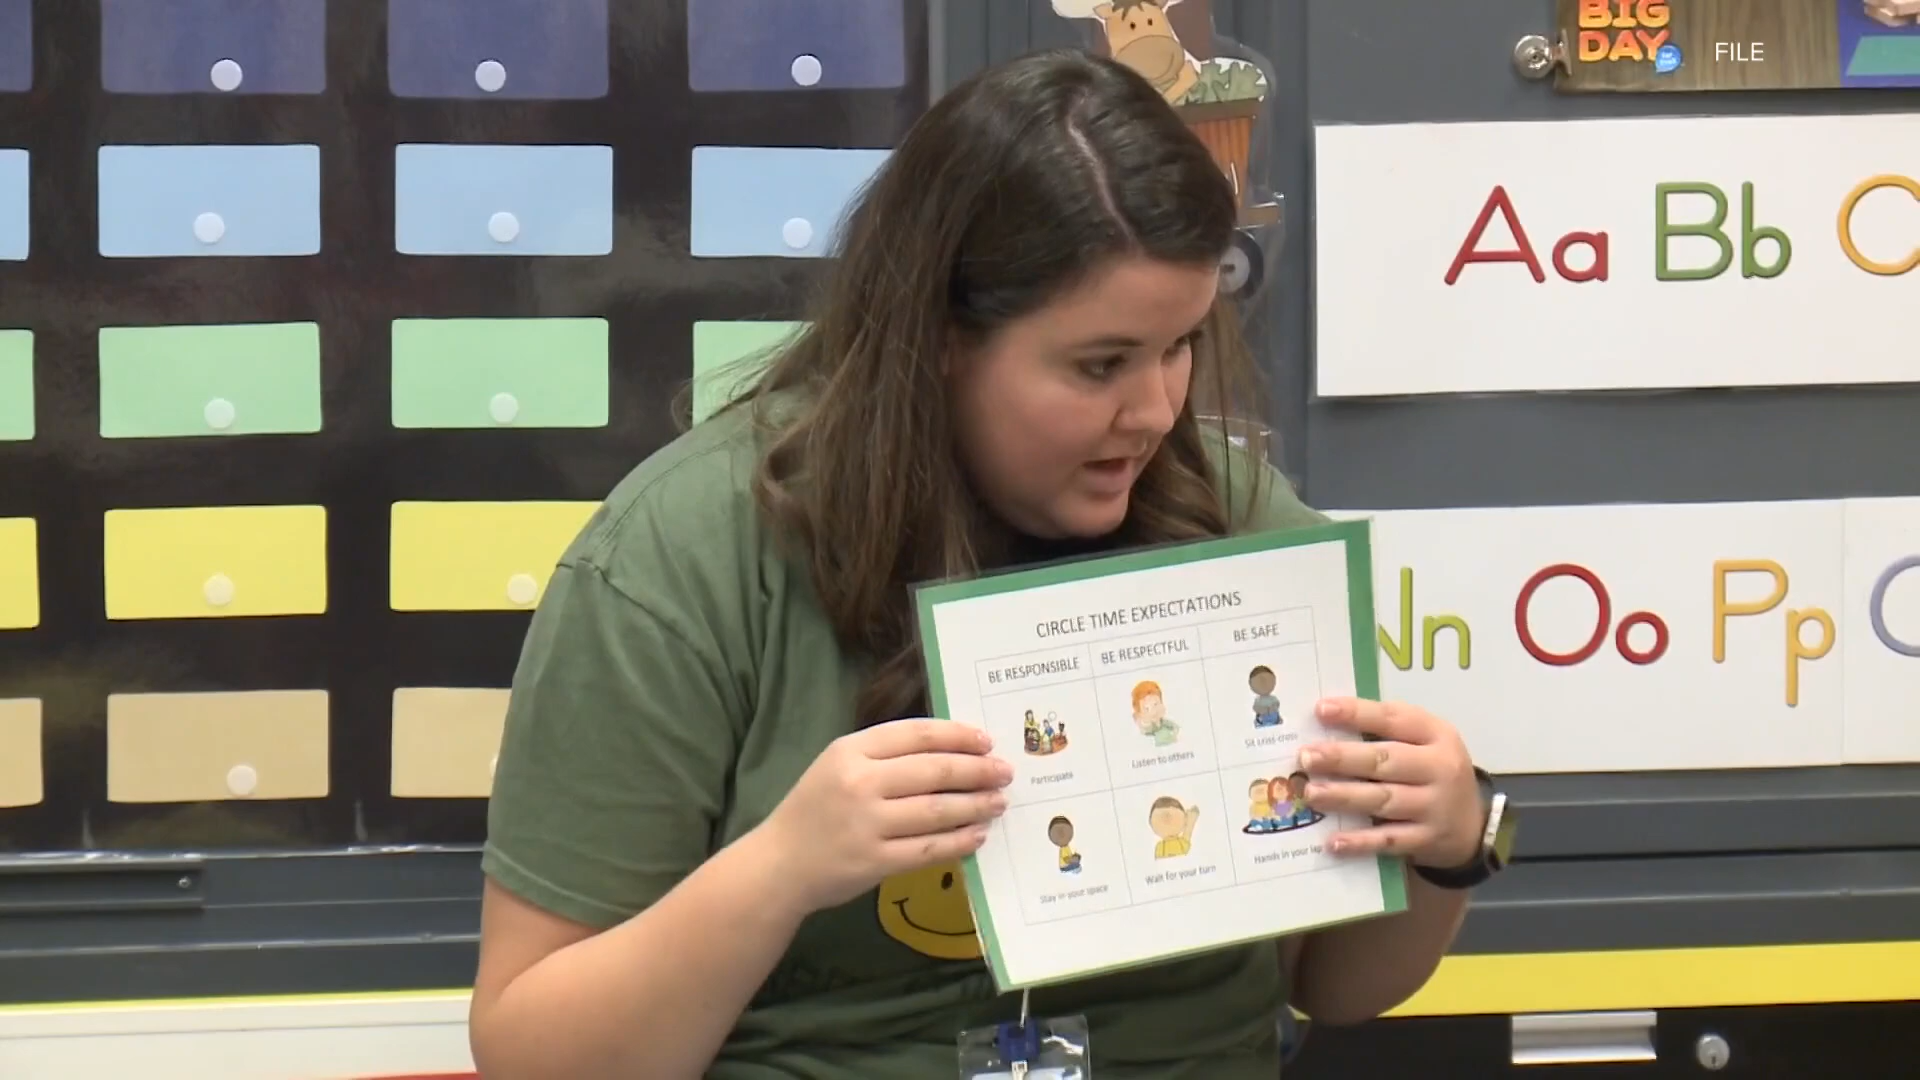 BIG
DAY
FILE
Aa Bb C
Nn Oo Pp
CIRCLE TIME EXPECTATIONS
BE RESPONSIBLE BE RESPECTFUL BE SAFE
Participate Listen to others Sit criss-cross
Stay in your space Wait for your turn Hands in your lap